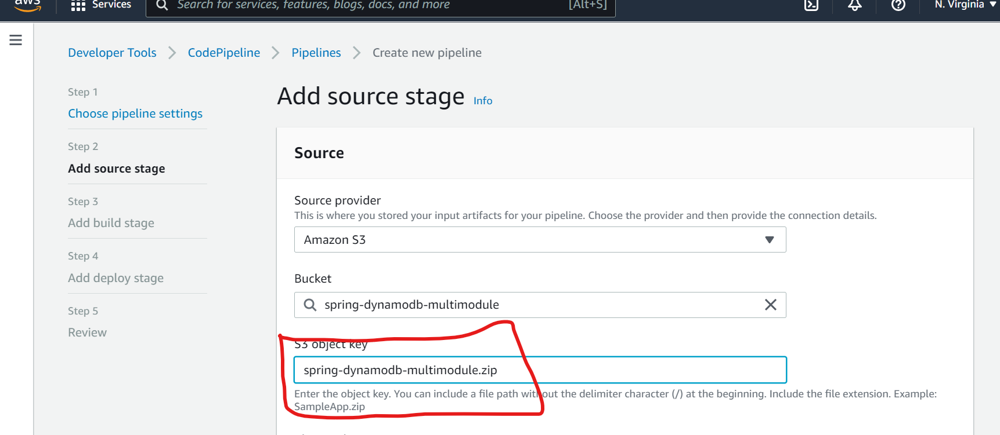 aws
Services
Search for services, features, blogs, docs, and more
[Alt+S]
N. Virginia
Developer Tools
CodePipeline
Pipelines
Create new pipeline
Step 1
Choose pipeline settings
Step 2
Add source stage
Step 3
Add build stage
Step 4
Add deploy stage
Step 5
Review
Add source stage Info
Source
Source provider
This is where you stored your input artifacts for your pipeline. Choose the provider and then provide the connection details.
Amazon S3
Bucket
spring-dynamodb-multimodule
S3 object key
spring-dynamodb-multimodule.zip
Enter the object key. You can include a file path without the delimiter character (/) at the beginning. Include the file extension. Example:
SampleApp.zip